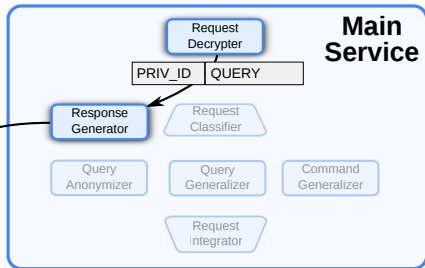 Request
Decrypter
Main
Service
PRIV_ID QUERY
Response
Generator
Request
Classifier
Query
Anonymizer
Query
Generalizer
Command
Generalizer
Request
Integrator